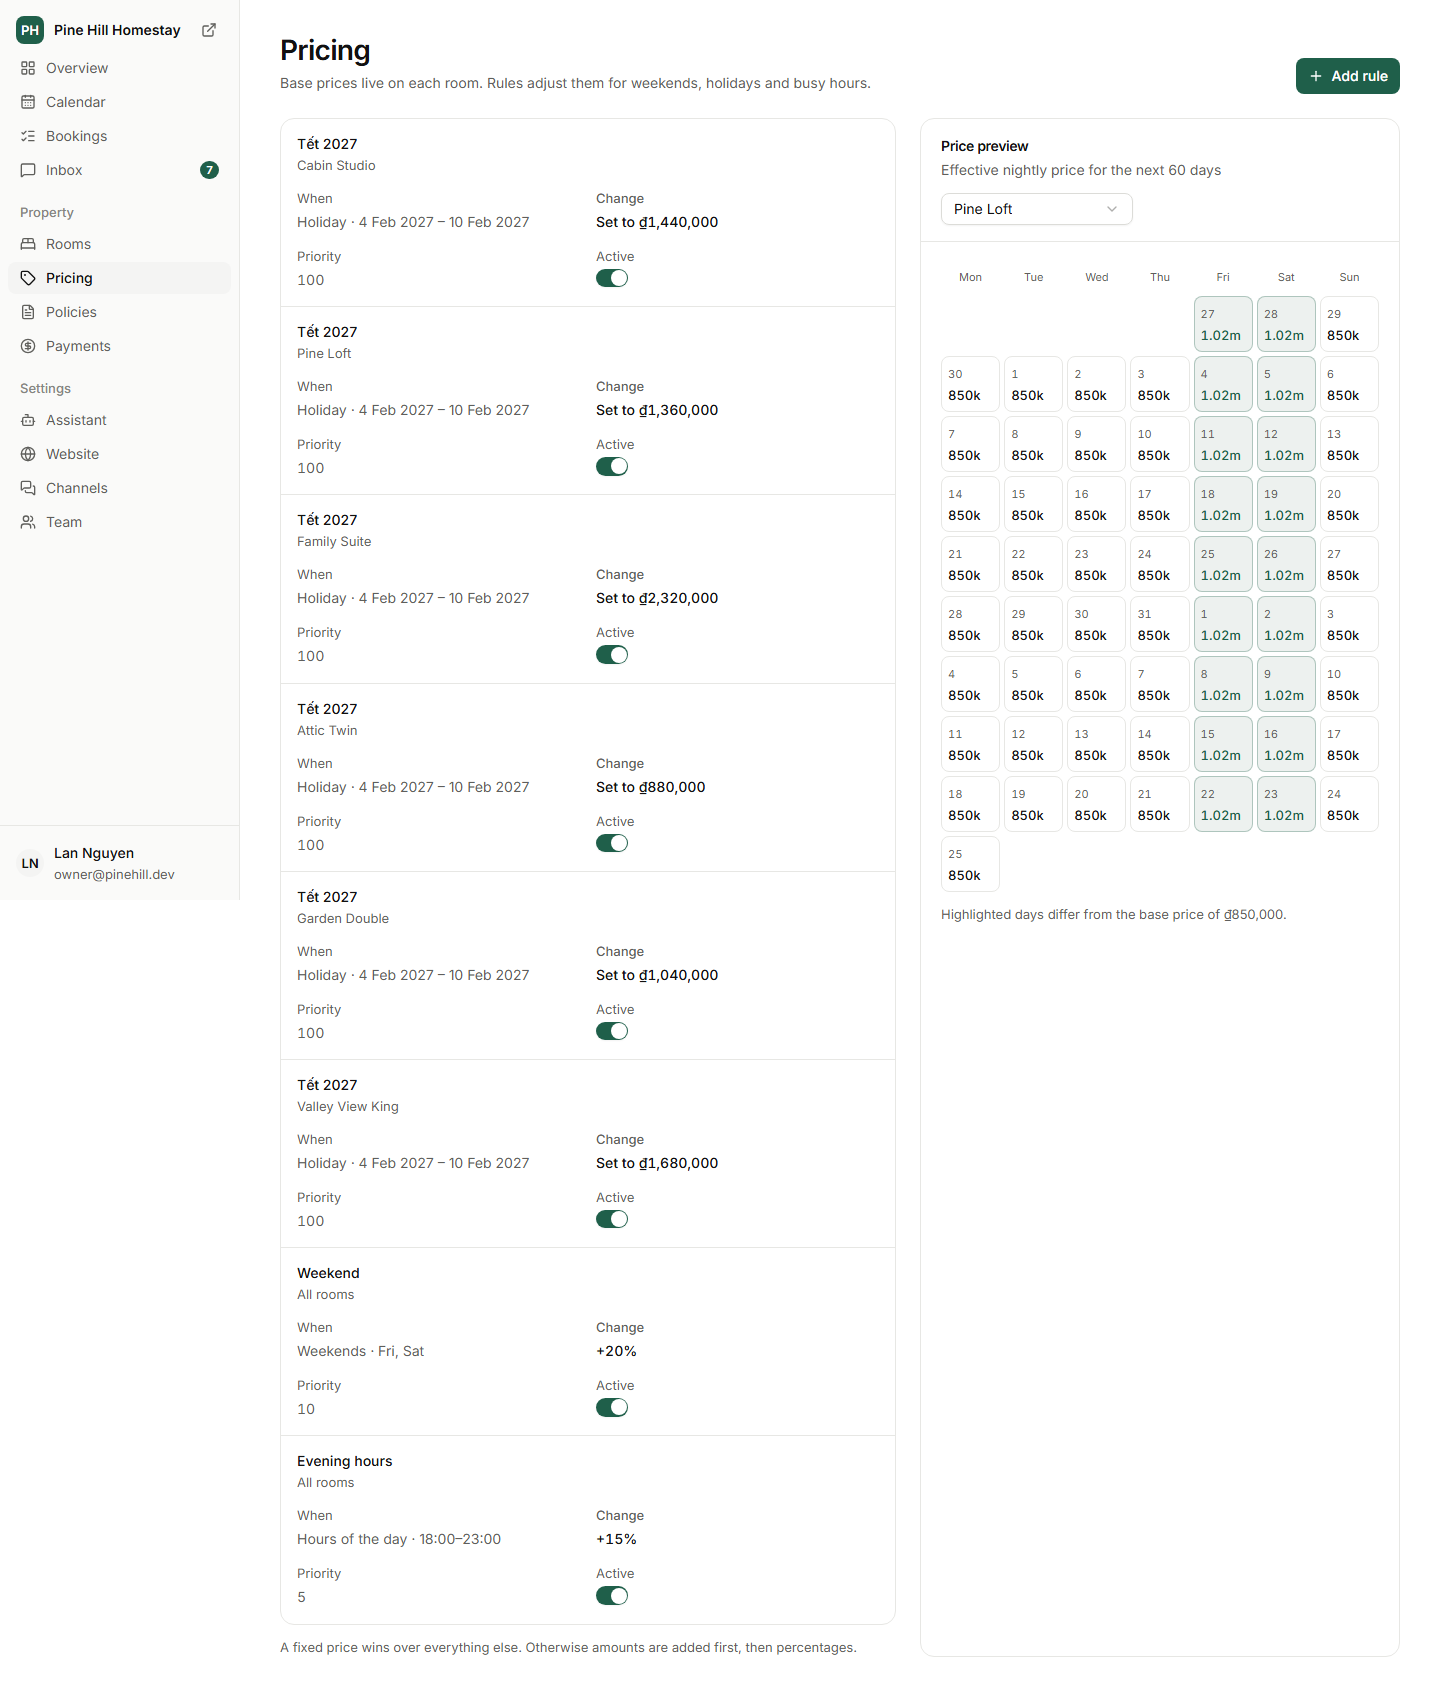 PH Pine Hill Homestay
Overview
Calendar
Bookings
Inbox 7
Property
Rooms
Pricing
Policies
Payments
Settings
Assistant
Website
Channels
Team
LN Lan Nguyen
owner@pinehill.dev
Pricing
Base prices live on each room. Rules adjust them for weekends, holidays and busy hours.
Add rule
Tết 2027
Cabin Studio
When Change
Holiday · 4 Feb 2027 – 10 Feb 2027 Set to ₫1,440,000
Priority Active
100
Tết 2027
Pine Loft
When Change
Holiday · 4 Feb 2027 – 10 Feb 2027 Set to ₫1,360,000
Priority Active
100
Tết 2027
Family Suite
When Change
Holiday · 4 Feb 2027 – 10 Feb 2027 Set to ₫2,320,000
Priority Active
100
Tết 2027
Attic Twin
When Change
Holiday · 4 Feb 2027 – 10 Feb 2027 Set to ₫880,000
Priority Active
100
Tết 2027
Garden Double
When Change
Holiday · 4 Feb 2027 – 10 Feb 2027 Set to ₫1,040,000
Priority Active
100
Tết 2027
Valley View King
When Change
Holiday · 4 Feb 2027 – 10 Feb 2027 Set to ₫1,680,000
Priority Active
100
Weekend
All rooms
When Change
Weekends · Fri, Sat +20%
Priority Active
10
Evening hours
All rooms
When Change
Hours of the day · 18:00–23:00 +15%
Priority Active
5
A fixed price wins over everything else. Otherwise amounts are added first, then percentages.
Price preview
Effective nightly price for the next 60 days
Pine Loft
Mon Tue Wed Thu Fri Sat Sun
27 28 29
1.02m 1.02m 850k
30 1 2 3 4 5 6
850k 850k 850k 850k 1.02m 1.02m 850k
7 8 9 10 11 12 13
850k 850k 850k 850k 1.02m 1.02m 850k
14 15 16 17 18 19 20
850k 850k 850k 850k 1.02m 1.02m 850k
21 22 23 24 25 26 27
850k 850k 850k 850k 1.02m 1.02m 850k
28 29 30 31 1 2 3
850k 850k 850k 850k 1.02m 1.02m 850k
4 5 6 7 8 9 10
850k 850k 850k 850k 1.02m 1.02m 850k
11 12 13 14 15 16 17
850k 850k 850k 850k 1.02m 1.02m 850k
18 19 20 21 22 23 24
850k 850k 850k 850k 1.02m 1.02m 850k
25
850k
Highlighted days differ from the base price of ₫850,000.